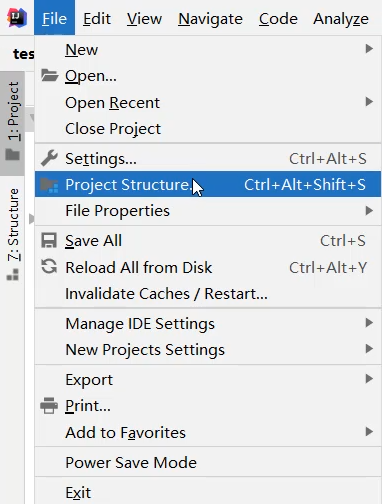 File Edit View Navigate Code Analyze
tes
New
Open...
Open Recent
Close Project
Settings... Ctrl+Alt+S
Project Structure... Ctrl+Alt+Shift+S
File Properties
Save All Ctrl+S
Reload All from Disk Ctrl+Alt+Y
Invalidate Caches / Restart...
Manage IDE Settings
New Projects Settings
Export
Print...
Add to Favorites
Power Save Mode
Exit
1: Project
7: Structure